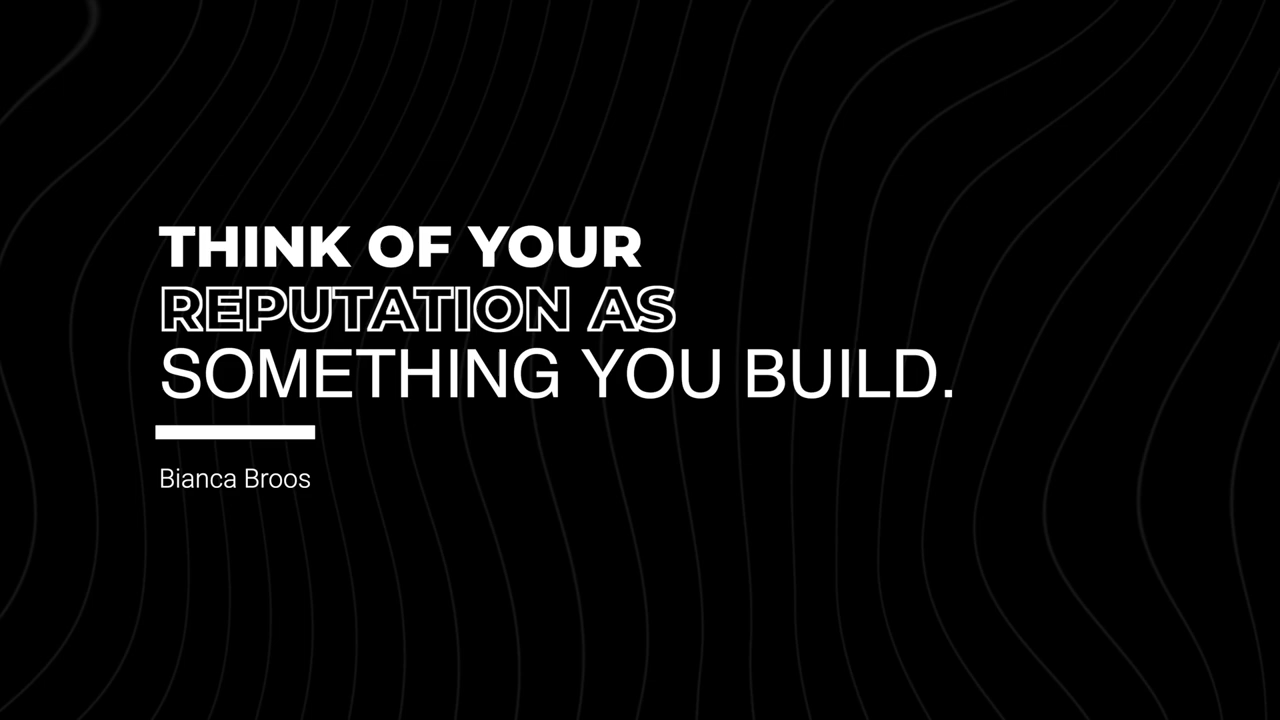 THINK OF YOUR
REPUTATION AS
SOMETHING YOU BUILD.
Bianca Broos